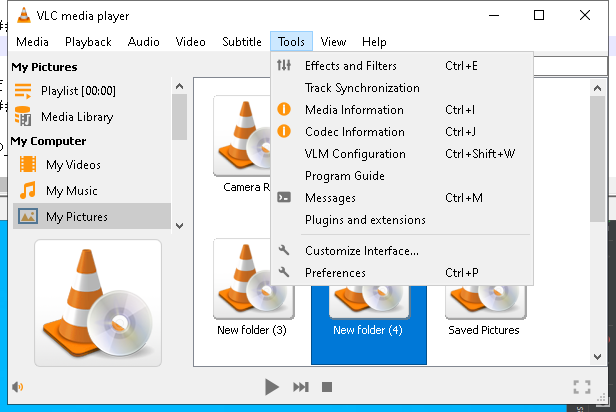 VLC media player
Media Playback Audio Video Subtitle Tools View Help
My Pictures
Playlist [00:00]
Media Library
My Computer
My Videos
My Music
My Pictures
Effects and Filters Ctrl+E
Track Synchronization
Media Information Ctrl+I
Codec Information Ctrl+J
VLM Configuration Ctrl+Shift+W
Program Guide
Messages Ctrl+M
Plugins and extensions
Customize Interface...
Preferences Ctrl+P
Camera R
New folder (3)
New folder (4)
Saved Pictures